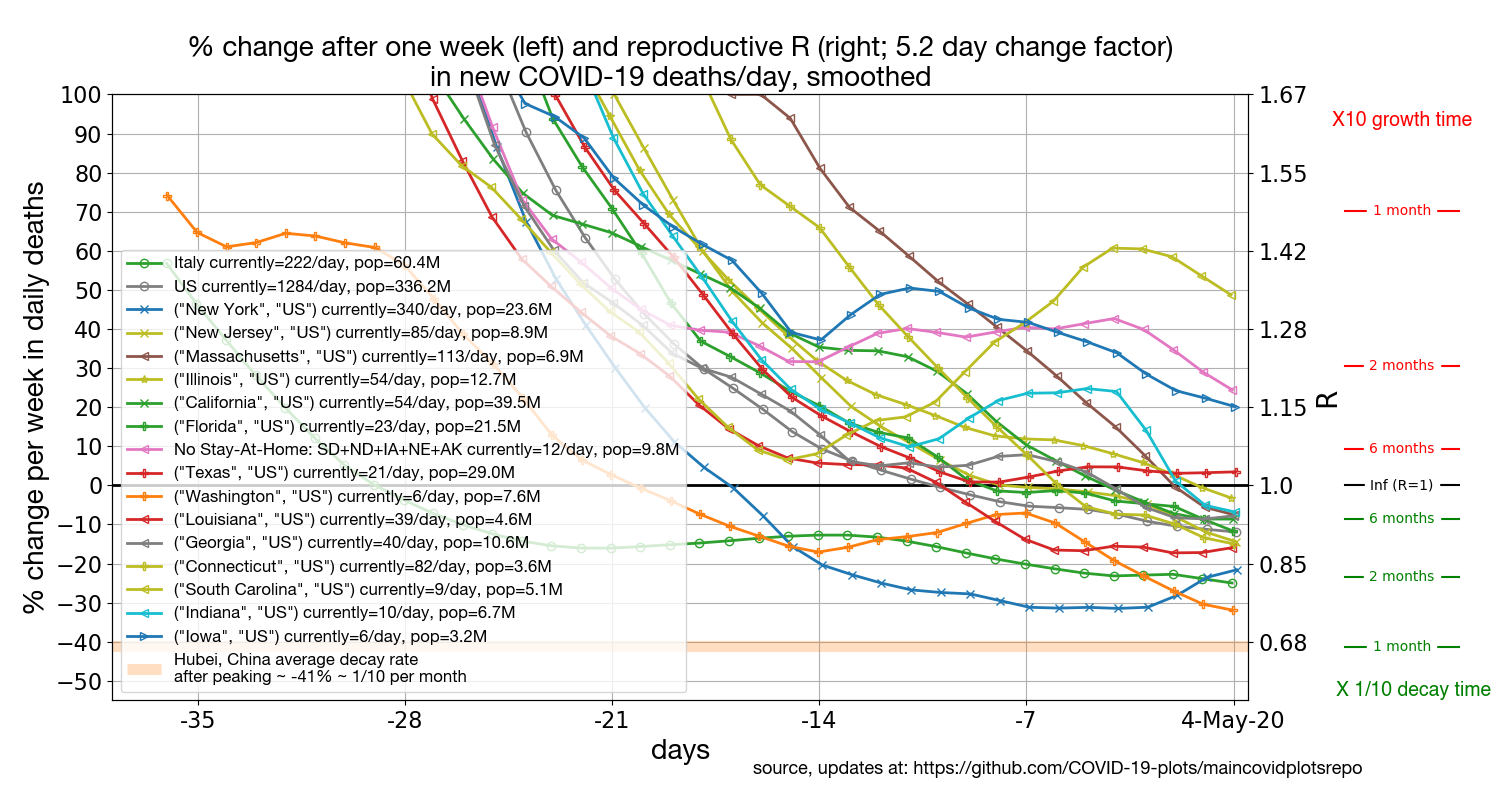 % change after one week (left) and reproductive R (right; 5.2 day change factor)
in new COVID-19 deaths/day, smoothed
% change per week in daily deaths
100
90
80
70
60
50
40
30
20
10
0
−10
−20
−30
−40
−50
Italy currently=222/day, pop=60.4M
US currently=1284/day, pop=336.2M
("New York", "US") currently=340/day, pop=23.6M
("New Jersey", "US") currently=85/day, pop=8.9M
("Massachusetts", "US") currently=113/day, pop=6.9M
("Illinois", "US") currently=54/day, pop=12.7M
("California", "US") currently=54/day, pop=39.5M
("Florida", "US") currently=23/day, pop=21.5M
No Stay-At-Home: SD+ND+IA+NE+AK currently=12/day, pop=9.8M
("Texas", "US") currently=21/day, pop=29.0M
("Washington", "US") currently=6/day, pop=7.6M
("Louisiana", "US") currently=39/day, pop=4.6M
("Georgia", "US") currently=40/day, pop=10.6M
("Connecticut", "US") currently=82/day, pop=3.6M
("South Carolina", "US") currently=9/day, pop=5.1M
("Indiana", "US") currently=10/day, pop=6.7M
("Iowa", "US") currently=6/day, pop=3.2M
Hubei, China average decay rate
after peaking ~ -41% ~ 1/10 per month
-35
-28
-21
-14
-7
4-May-20
days
1.67
1.55
1.42
1.28
1.15
1.0
0.85
0.68
R
X10 growth time
1 month
2 months
6 months
Inf (R=1)
6 months
2 months
1 month
X 1/10 decay time
source, updates at: https://github.com/COVID-19-plots/maincovidplotsrepo